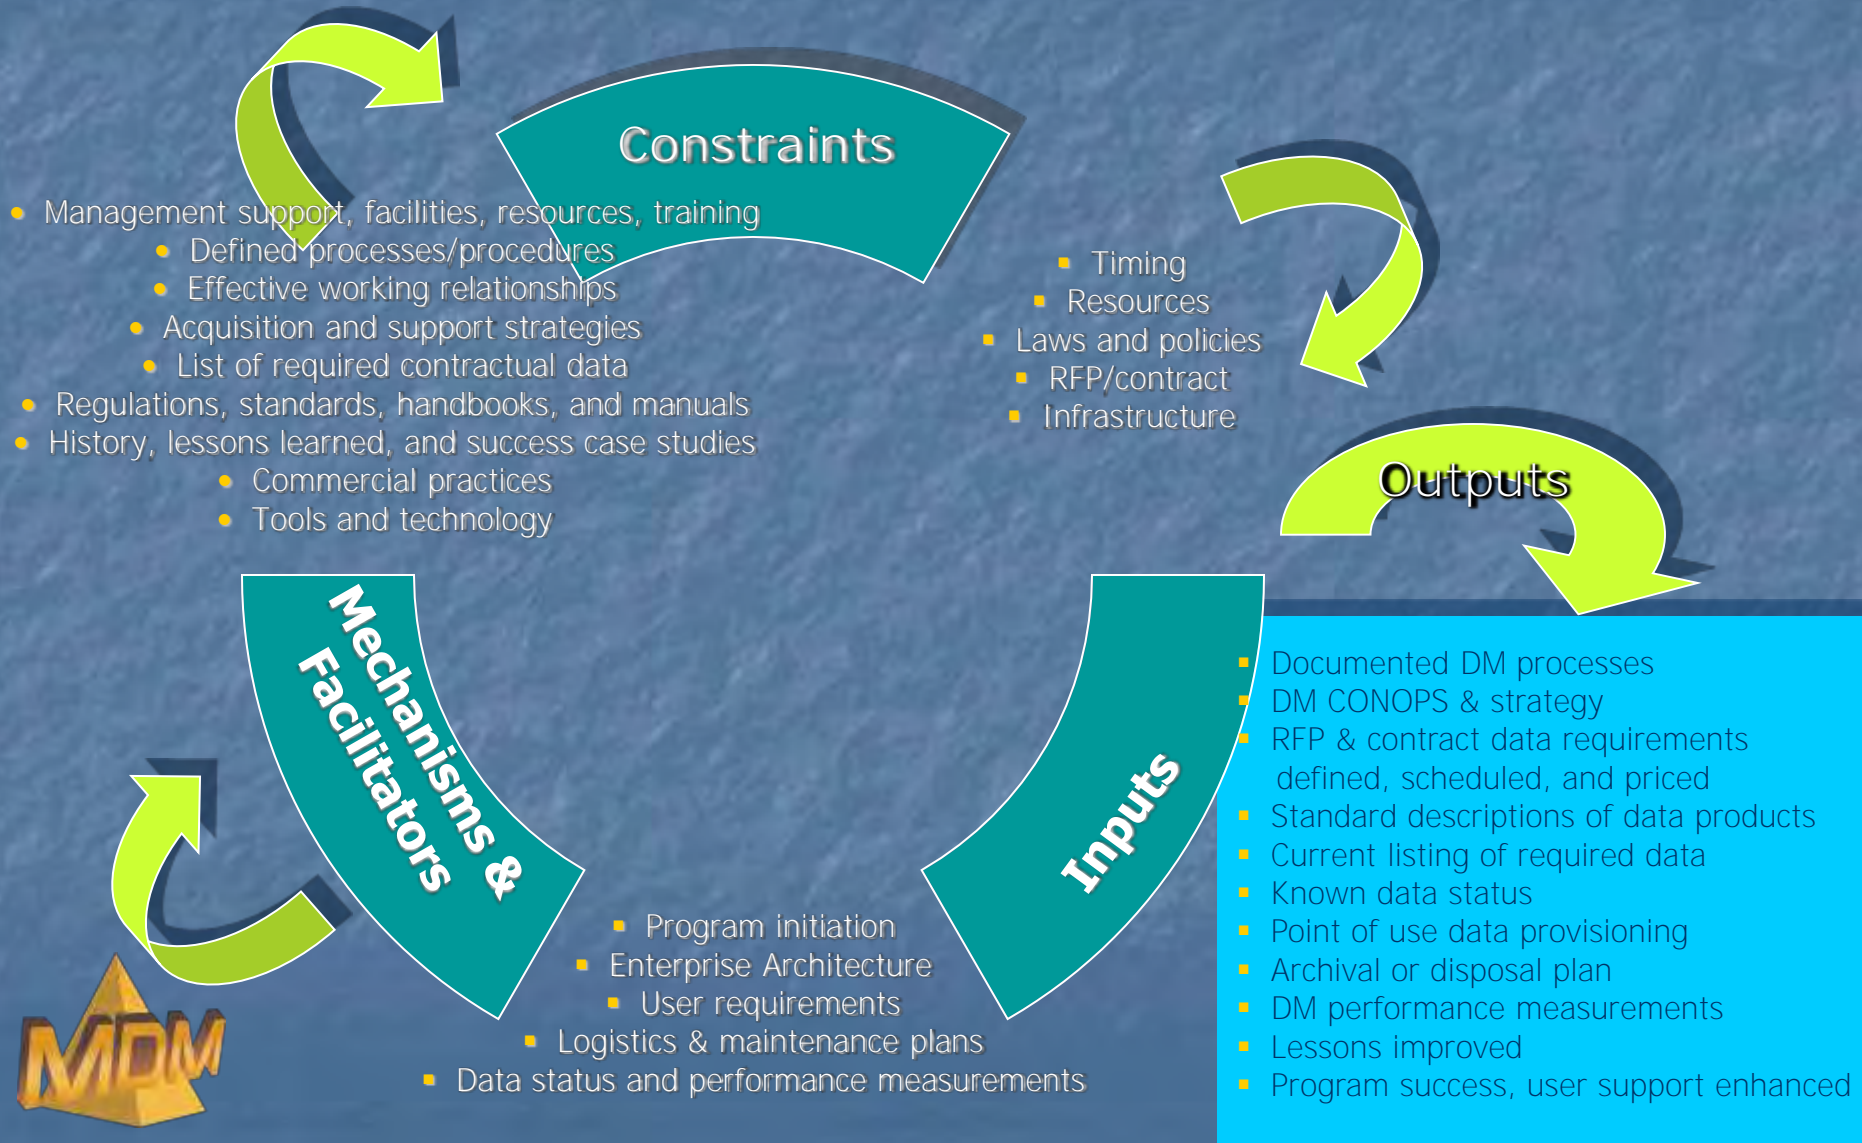 Constraints
• Management support, facilities, resources, training
• Defined processes/procedures
• Effective working relationships
• Acquisition and support strategies
• List of required contractual data
• Regulations, standards, handbooks, and manuals
• History, lessons learned, and success case studies
• Commercial practices
• Tools and technology
▪ Timing
▪ Resources
▪ Laws and policies
▪ RFP/contract
▪ Infrastructure
Outputs
Mechanisms &
Facilitators
Inputs
▪ Program initiation
▪ Enterprise Architecture
▪ User requirements
▪ Logistics & maintenance plans
▪ Data status and performance measurements
▪ Documented DM processes
▪ DM CONOPS & strategy
▪ RFP & contract data requirements
defined, scheduled, and priced
▪ Standard descriptions of data products
▪ Current listing of required data
▪ Known data status
▪ Point of use data provisioning
▪ Archival or disposal plan
▪ DM performance measurements
▪ Lessons improved
▪ Program success, user support enhanced
MDM